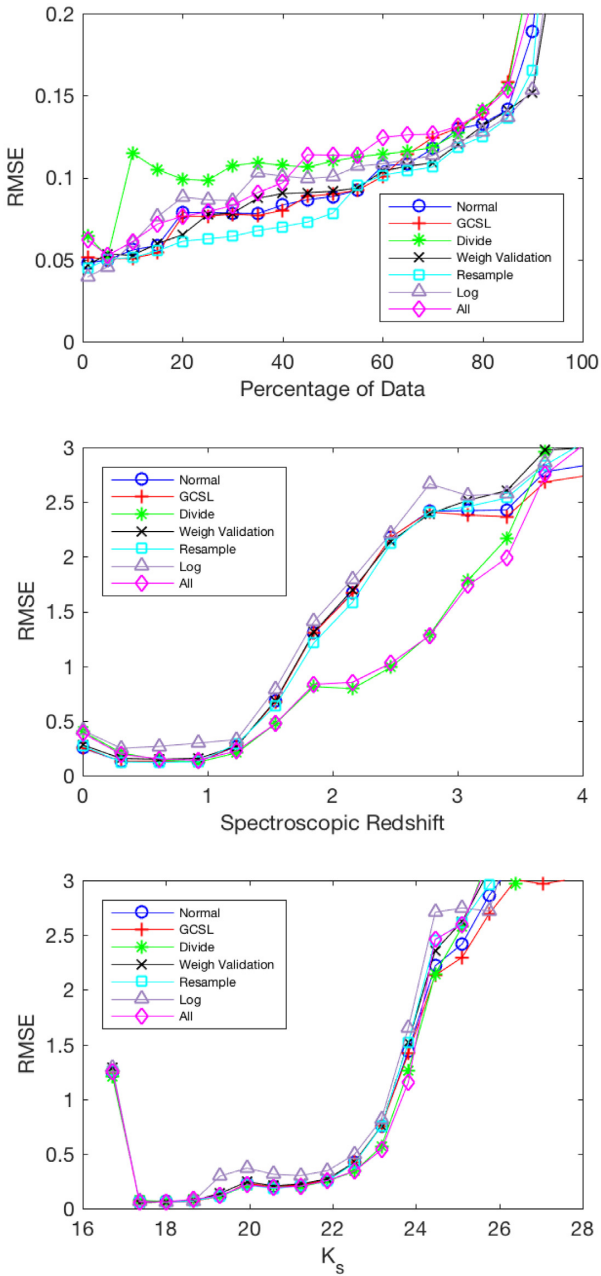 0.2
0.15
0.1
0.05
0
RMSE
Normal
GCSL
Divide
Weigh Validation
Resample
Log
All
0 20 40 60 80 100
Percentage of Data
3
2.5
2
1.5
1
0.5
0
RMSE
Normal
GCSL
Divide
Weigh Validation
Resample
Log
All
0 1 2 3 4
Spectroscopic Redshift
3
2.5
2
1.5
1
0.5
0
RMSE
Normal
GCSL
Divide
Weigh Validation
Resample
Log
All
16 18 20 22 24 26 28
K_s